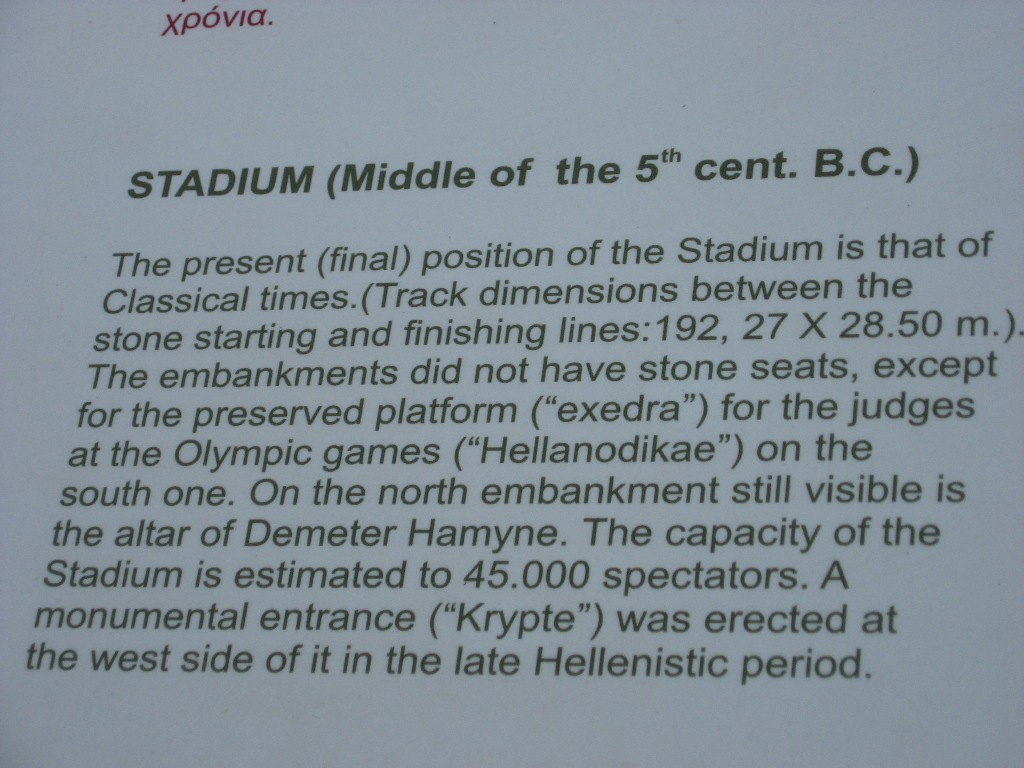 χρόνια.
STADIUM (Middle of the 5th cent. B.C.)
The present (final) position of the Stadium is that of
Classical times.(Track dimensions between the
stone starting and finishing lines:192, 27 X 28.50 m.).
The embankments did not have stone seats, except
for the preserved platform (“exedra”) for the judges
at the Olympic games (“Hellanodikae”) on the
south one. On the north embankment still visible is
the altar of Demeter Hamyne. The capacity of the
Stadium is estimated to 45.000 spectators. A
monumental entrance (“Krypte”) was erected at
the west side of it in the late Hellenistic period.